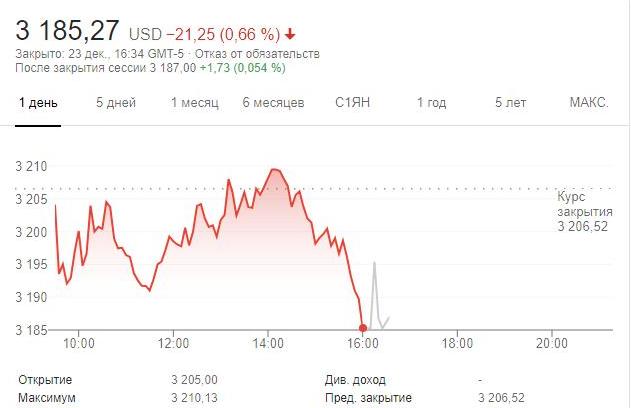 3 185,27 USD −21,25 (0,66 %) ↓
Закрыто: 23 дек., 16:34 GMT-5 · Отказ от обязательств
После закрытия сессии 3 187,00 +1,73 (0,054 %)
1 день 5 дней 1 месяц 6 месяцев С1ЯН 1 год 5 лет МАКС.
3 210
3 205
3 200
3 195
3 190
3 185
Курс
закрытия
3 206,52
10:00 12:00 14:00 16:00 18:00 20:00
Открытие 3 205,00 Див. доход -
Максимум 3 210,13 Пред. закрытие 3 206,52